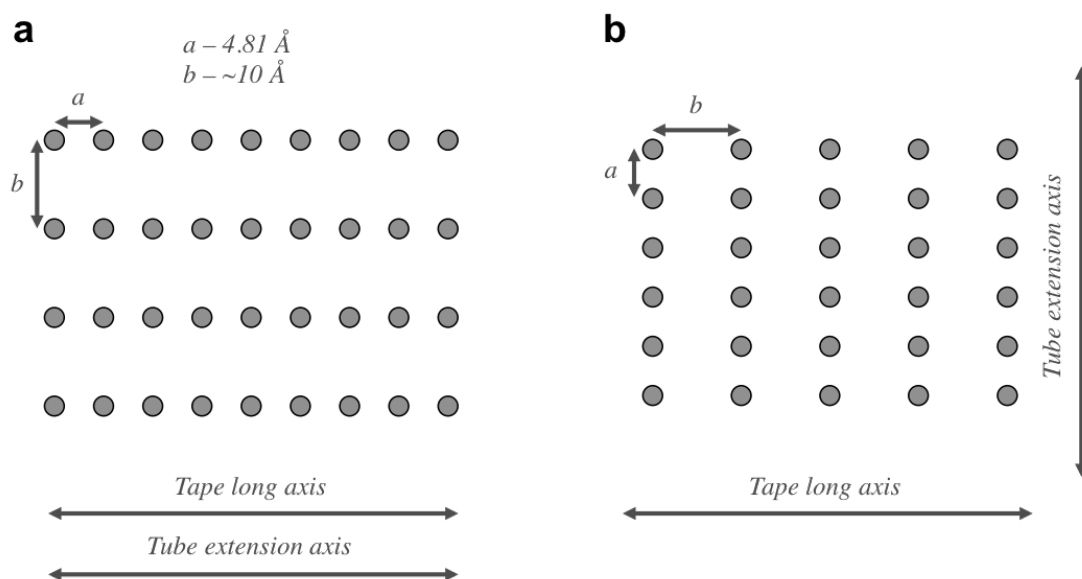 a
a – 4.81 Å
b – ~10 Å
a
b
Tape long axis
Tube extension axis
b
b
a
Tube extension axis
Tape long axis